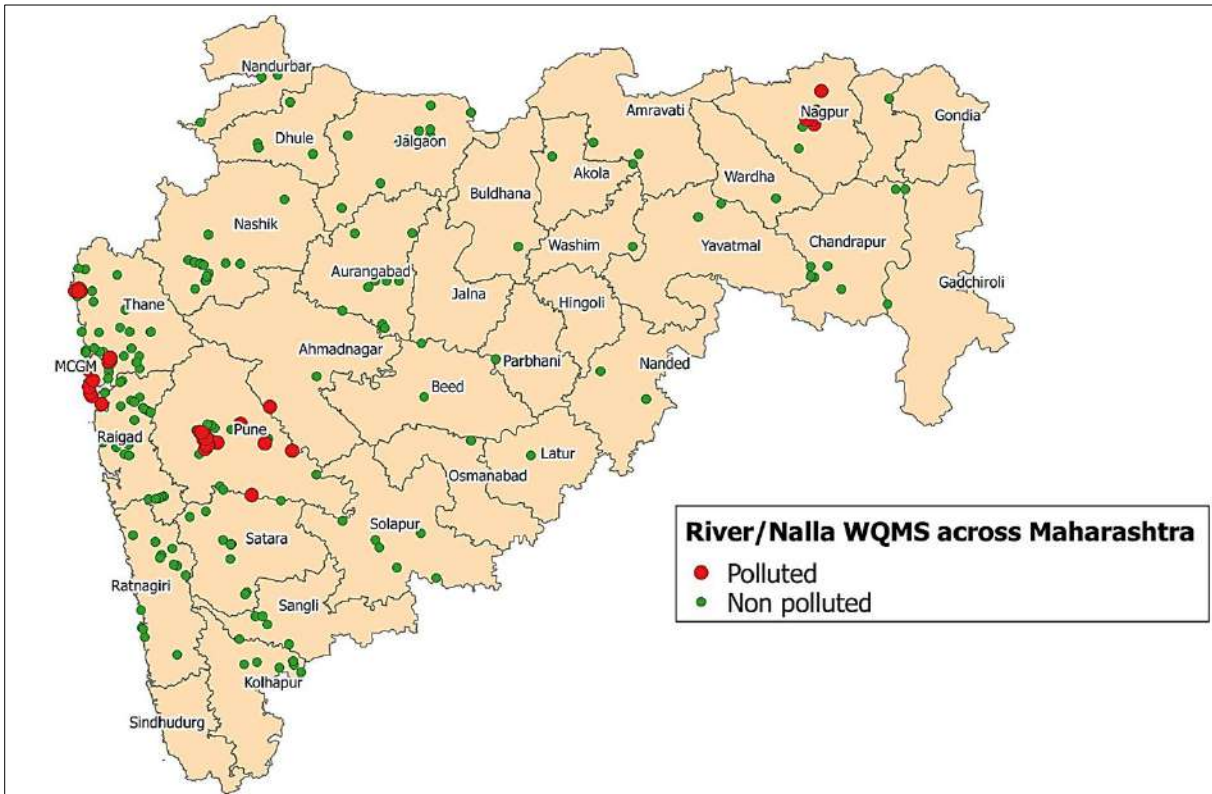 Nandurbar
Dhule
Jalgaon
Amravati
Nagpur
Gondia
Akola
Buldhana
Wardha
Nashik
Washim
Yavatmal
Chandrapur
Aurangabad
Gadchiroli
Thane
Jalna
Hingoli
Ahmadnagar
Parbhani
Nanded
MCGM
Beed
Raigad
Pune
Latur
Osmanabad
Solapur
Satara
Ratnagiri
Sangli
Kolhapur
Sindhudurg
River/Nalla WQMS across Maharashtra
Polluted
Non polluted